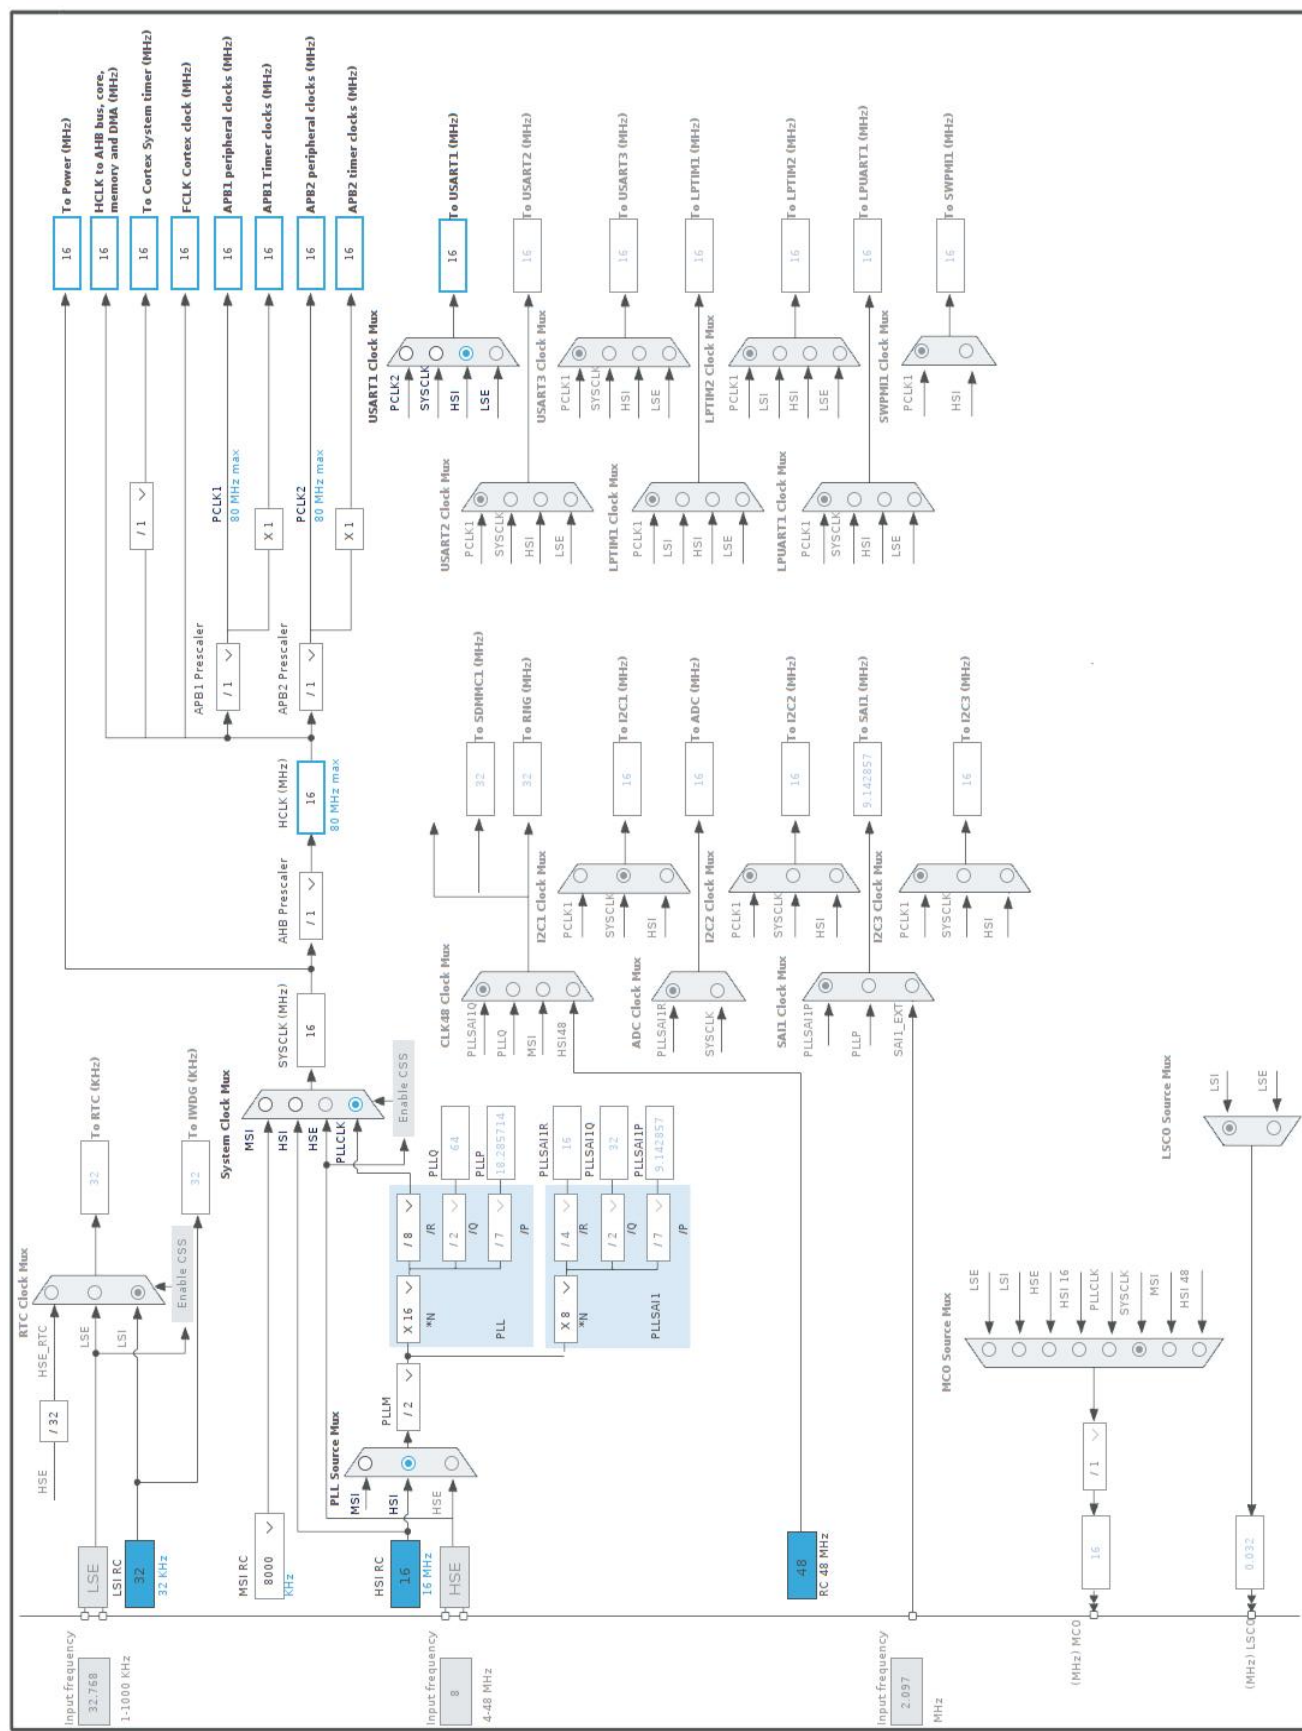 Input frequency
32.768
1-1000 KHz
LSE
LSI RC
32
32 KHz
HSE
/ 32
HSE_RTC
LSE
LSI
RTC Clock Mux
Enable CSS
32
To RTC (KHz)
32
To IWDG (KHz)
MSI RC
8000
KHz
HSI RC
16
16 MHz
Input frequency
8
4-48 MHz
HSE
PLL Source Mux
MSI
HSI
HSE
PLLM
/ 2
X 16
*N
PLL
/ 8
/R
/ 2
/Q
/ 7
/P
PLLQ
64
PLLP
18.285714
X 8
*N
PLLSAI1
/ 4
/R
/ 2
/Q
/ 7
/P
PLLSAI1R
16
PLLSAI1Q
32
PLLSAI1P
9.142857
System Clock Mux
MSI
HSI
HSE
PLLCLK
Enable CSS
SYSCLK (MHz)
16
AHB Prescaler
/ 1
HCLK (MHz)
16
80 MHz max
APB1 Prescaler
/ 1
APB2 Prescaler
/ 1
/ 1
PCLK1
80 MHz max
X 1
PCLK2
80 MHz max
X 1
16
To Power (MHz)
16
HCLK to AHB bus, core,
memory and DMA (MHz)
16
To Cortex System timer (MHz)
16
FCLK Cortex clock (MHz)
16
APB1 peripheral clocks (MHz)
16
APB1 Timer clocks (MHz)
16
APB2 peripheral clocks (MHz)
16
APB2 timer clocks (MHz)
48
RC 48 MHz
CLK48 Clock Mux
PLLSAI1Q
PLLQ
MSI
HSI48
32
To SDMMC1 (MHz)
32
To RNG (MHz)
I2C1 Clock Mux
PCLK1
SYSCLK
HSI
16
To I2C1 (MHz)
ADC Clock Mux
PLLSAI1R
SYSCLK
16
To ADC (MHz)
I2C2 Clock Mux
PCLK1
SYSCLK
HSI
16
To I2C2 (MHz)
SAI1 Clock Mux
PLLSAI1P
PLLP
SAI1_EXT
9.142857
To SAI1 (MHz)
I2C3 Clock Mux
PCLK1
SYSCLK
HSI
16
To I2C3 (MHz)
USART1 Clock Mux
PCLK2
SYSCLK
HSI
LSE
16
To USART1 (MHz)
USART2 Clock Mux
PCLK1
SYSCLK
HSI
LSE
16
To USART2 (MHz)
USART3 Clock Mux
PCLK1
SYSCLK
HSI
LSE
16
To USART3 (MHz)
LPTIM1 Clock Mux
PCLK1
LSI
HSI
LSE
16
To LPTIM1 (MHz)
LPTIM2 Clock Mux
PCLK1
LSI
HSI
LSE
16
To LPTIM2 (MHz)
LPUART1 Clock Mux
PCLK1
SYSCLK
HSI
LSE
16
To LPUART1 (MHz)
SWPMI1 Clock Mux
PCLK1
HSI
16
To SWPMI1 (MHz)
Input frequency
2.097
MHz
MCO Source Mux
LSE
LSI
HSE
HSI 16
PLLCLK
SYSCLK
MSI
HSI 48
/ 1
16
(MHz) MCO
LSCO Source Mux
LSI
LSE
0.032
(MHz) LSCO